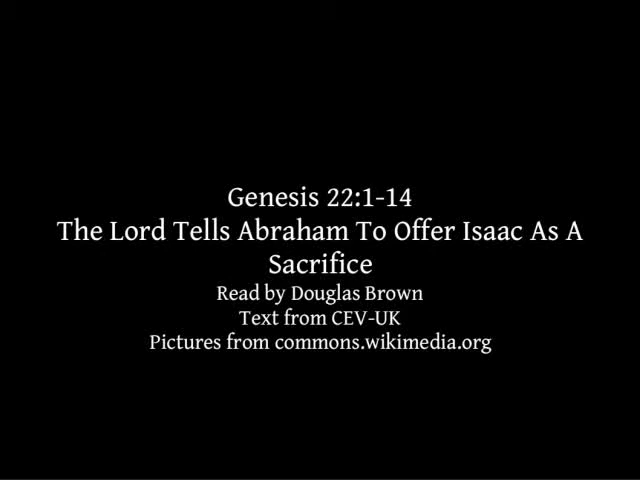 Genesis 22:1-14
The Lord Tells Abraham To Offer Isaac As A
Sacrifice
Read by Douglas Brown
Text from CEV-UK
Pictures from commons.wikimedia.org